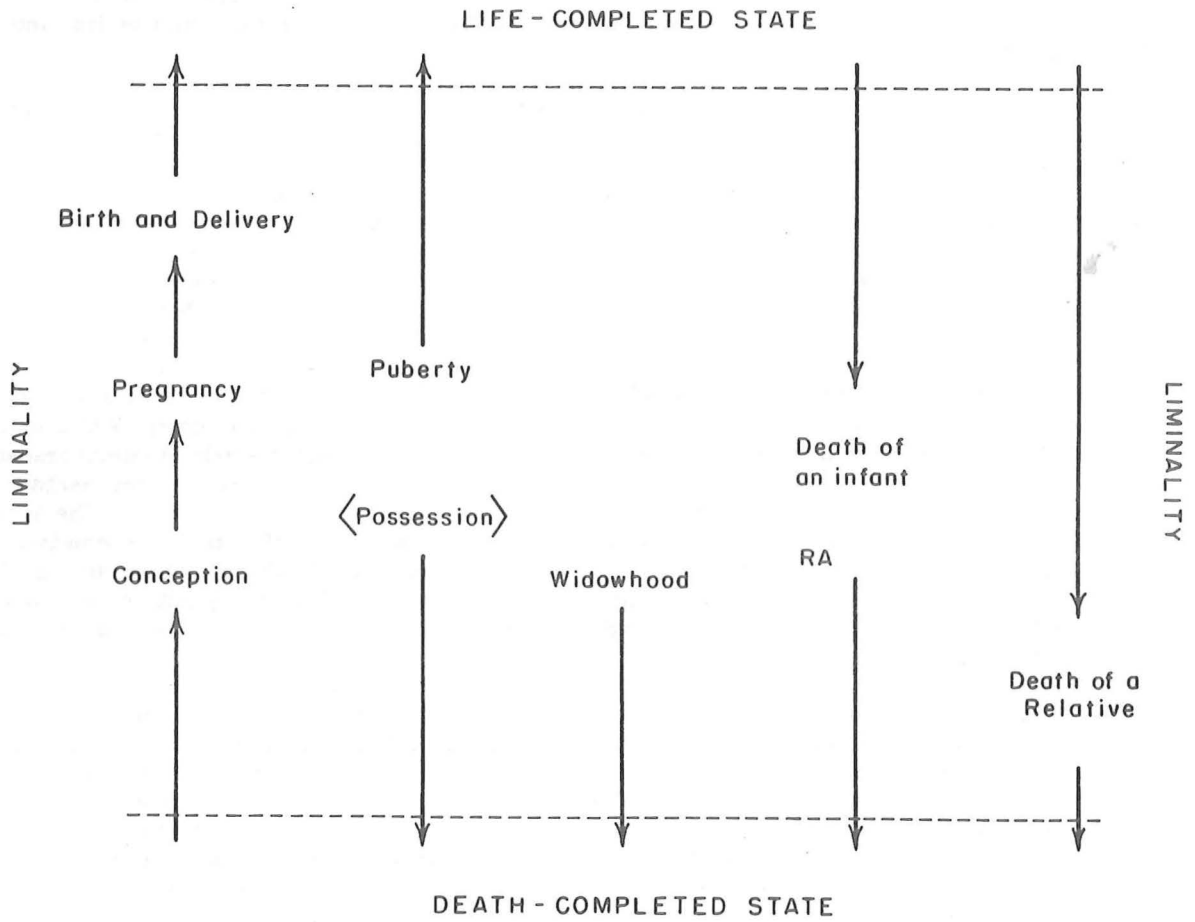 LIFE - COMPLETED STATE
Birth and Delivery
LIMINALITY
Pregnancy
Puberty
LIMINALITY
Death of
an infant
〈Possession〉
Conception
Widowhood
RA
Death of a
Relative
DEATH - COMPLETED STATE